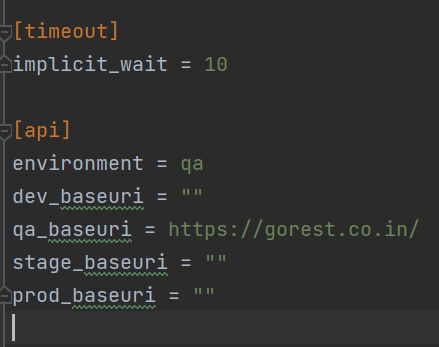 [timeout]
implicit_wait = 10
[api]
environment = qa
dev_baseuri = ""
qa_baseuri = https://gorest.co.in/
stage_baseuri = ""
prod_baseuri = ""